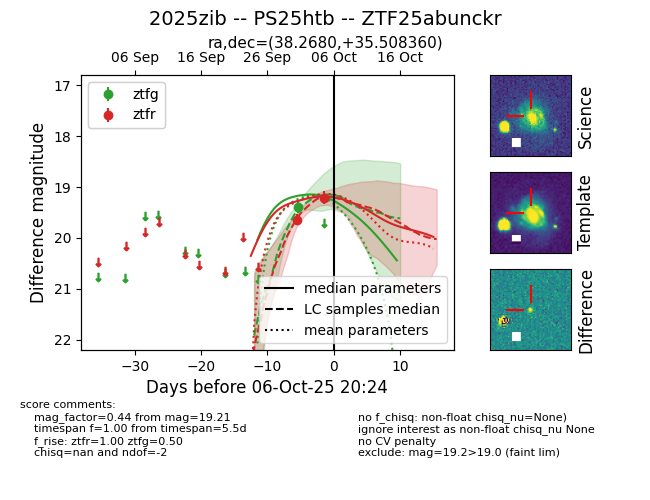 2025zib -- PS25htb -- ZTF25abunckr
ra,dec=(38.2680,+35.508360)
06 Sep 16 Sep 26 Sep 06 Oct 16 Oct
ztfg
ztfr
17
18
19
20
21
22
Difference magnitude
median parameters
LC samples median
mean parameters
−30 −20 −10 0 10
Days before 06-Oct-25 20:24
Science
Template
Difference
score comments:
mag_factor=0.44 from mag=19.21
timespan f=1.00 from timespan=5.5d
f_rise: ztfr=1.00 ztfg=0.50
chisq=nan and ndof=-2
no f_chisq: non-float chisq_nu=None)
ignore interest as non-float chisq_nu None
no CV penalty
exclude: mag=19.2>19.0 (faint lim)